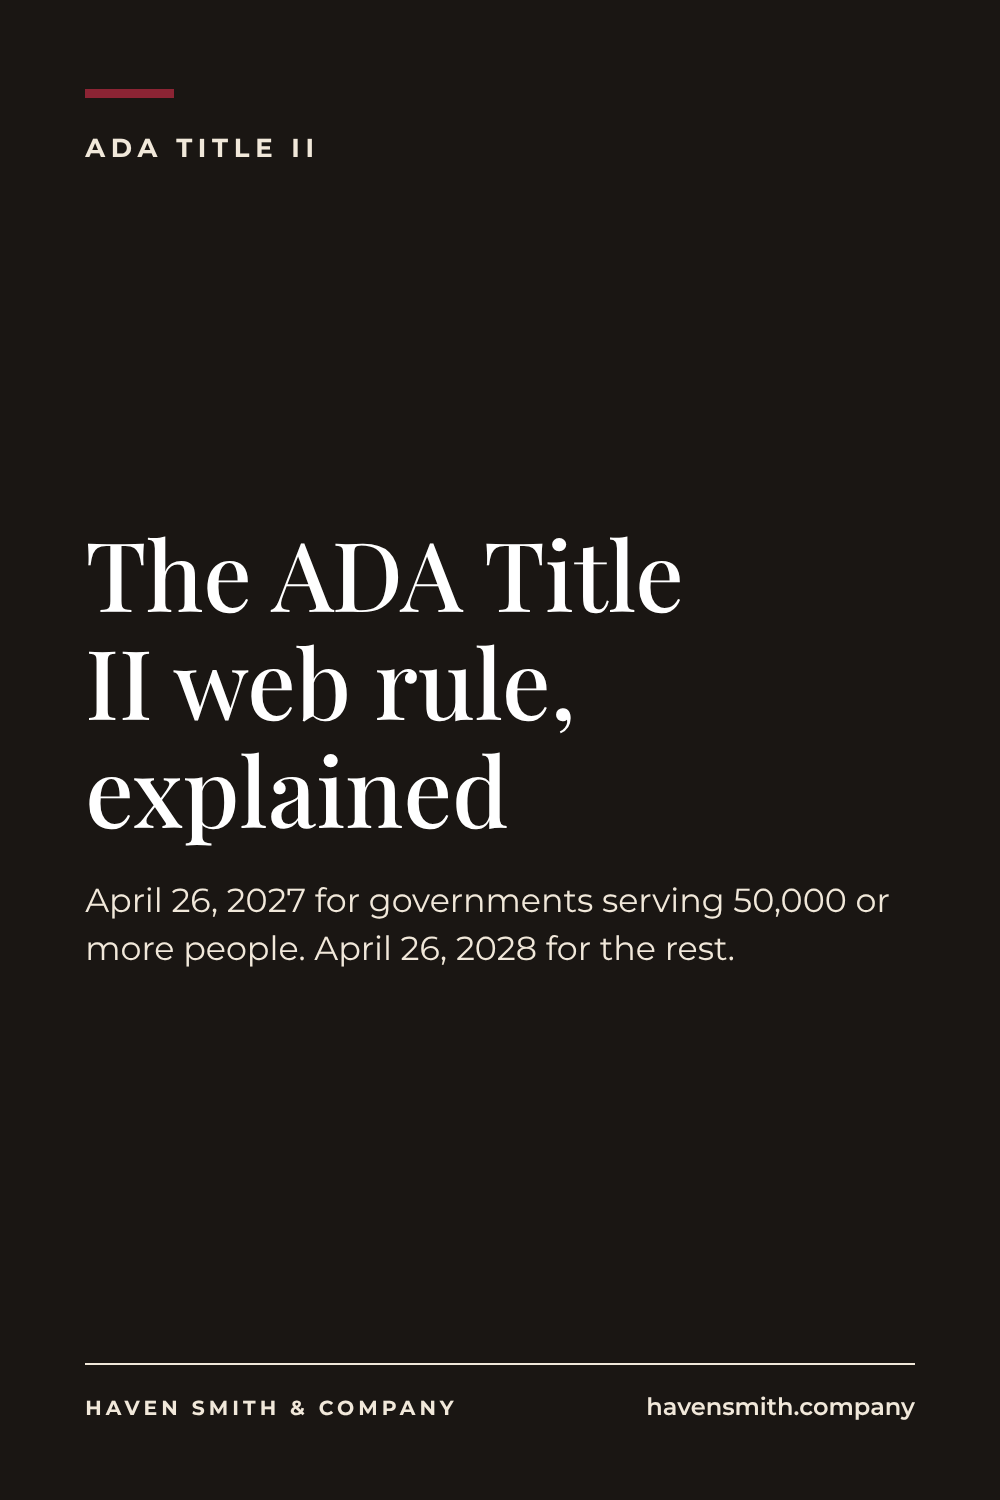 ADA TITLE II
The ADA Title
II web rule,
explained
April 26, 2027 for governments serving 50,000 or
more people. April 26, 2028 for the rest.
HAVEN SMITH & COMPANY
havensmith.company